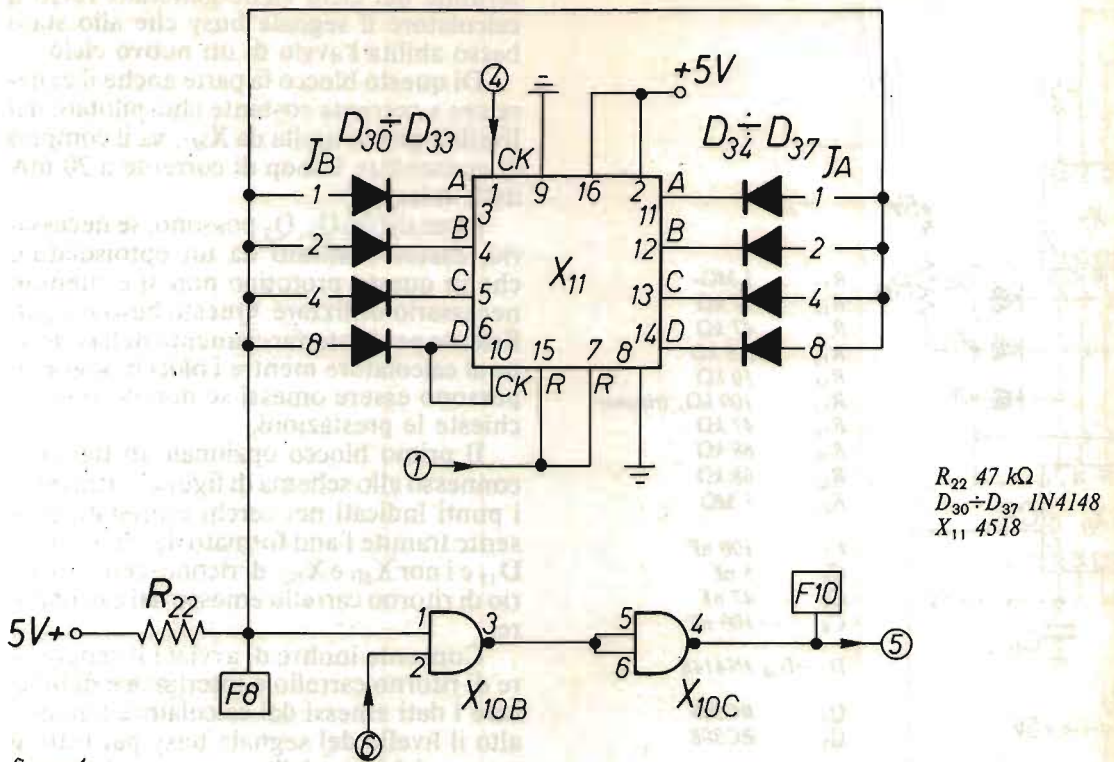 ④
+5V
D30÷D33
D34÷D37
JB
CK
JA
1
A
1
9
16
2
A
1
3
11
2
B
4
12
B
2
X11
4
C
5
13
C
4
8
D
6
14
D
8
10
15
7
8
CK
R
R
①
R22 47 kΩ
D30÷D37 1N4148
X11 4518
R22
F10
5V+
1
3
5
4
⑤
2
6
F8
X10B
X10C
⑥